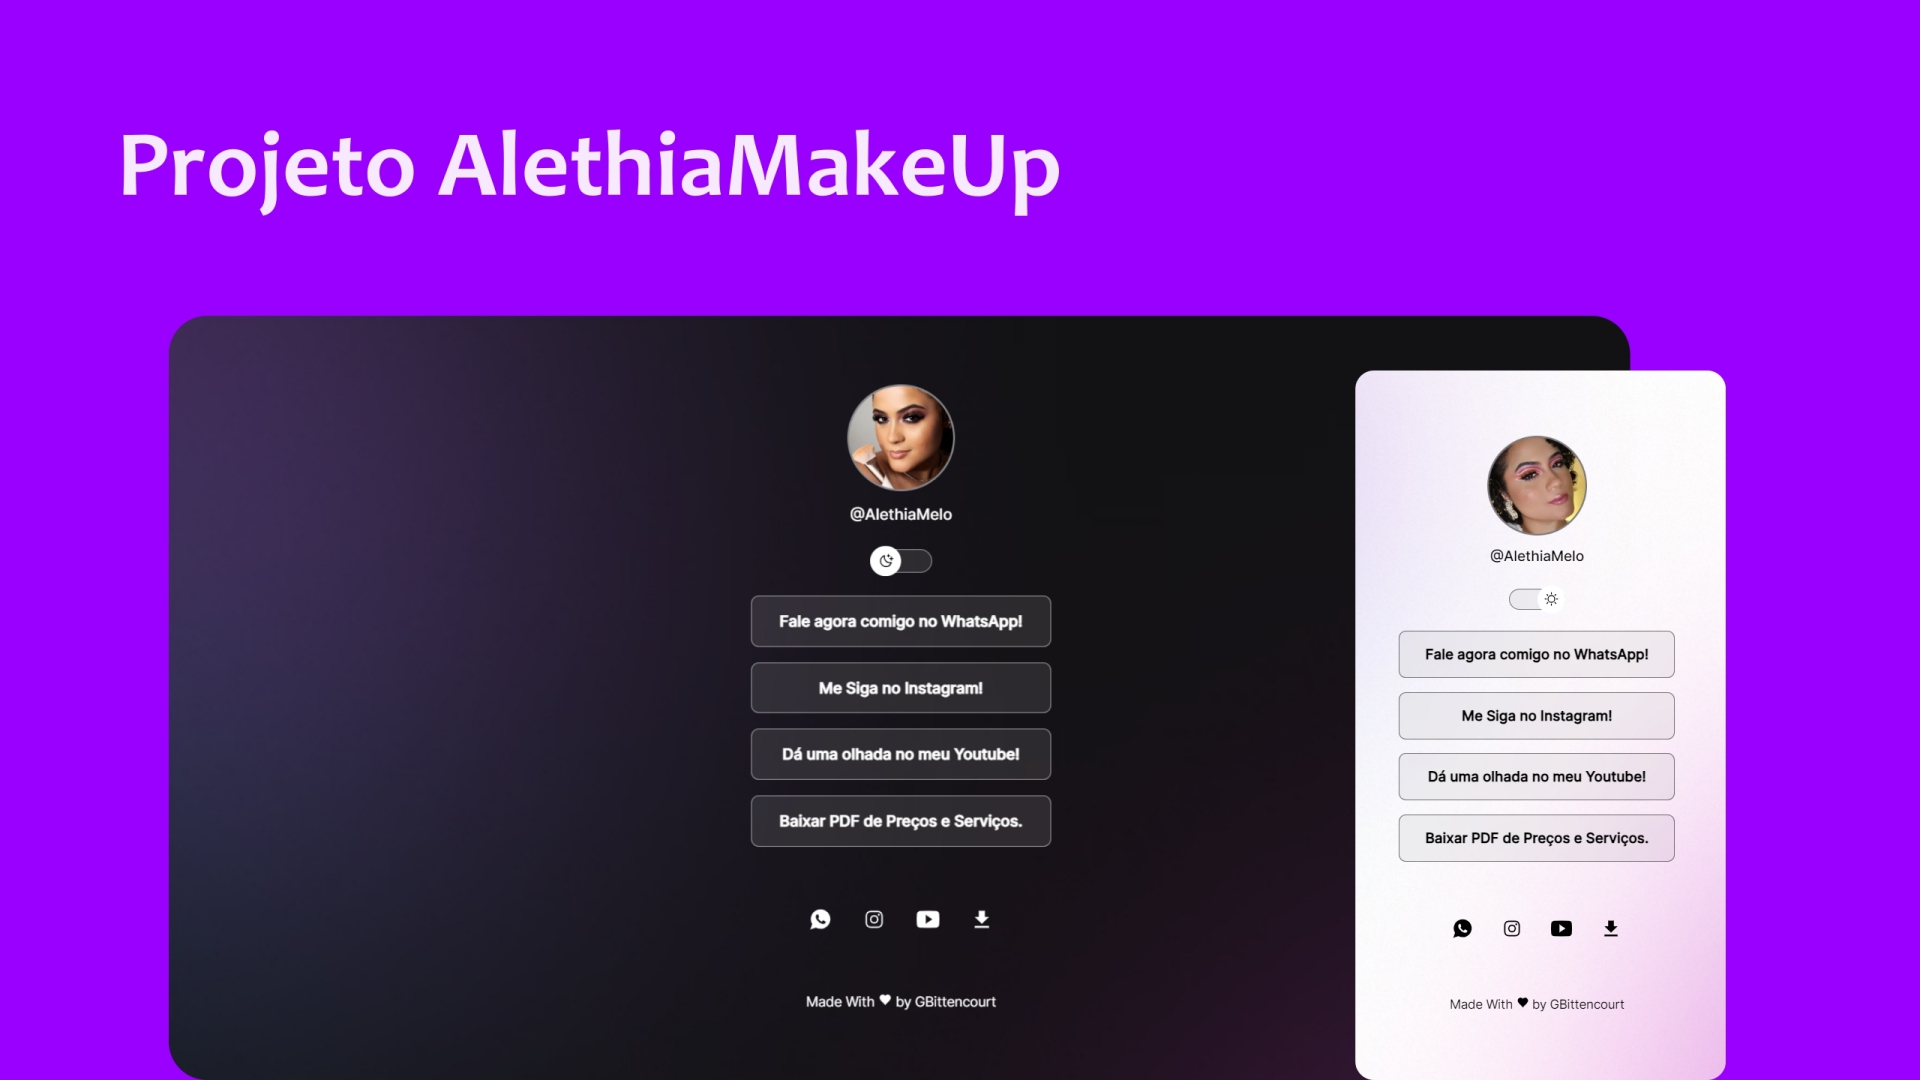 Projeto AlethiaMakeUp
@AlethiaMelo
Fale agora comigo no WhatsApp!
Me Siga no Instagram!
Dá uma olhada no meu Youtube!
Baixar PDF de Preços e Serviços.
Made With ♥ by GBittencourt
@AlethiaMelo
Fale agora comigo no WhatsApp!
Me Siga no Instagram!
Dá uma olhada no meu Youtube!
Baixar PDF de Preços e Serviços.
Made With ♥ by GBittencourt